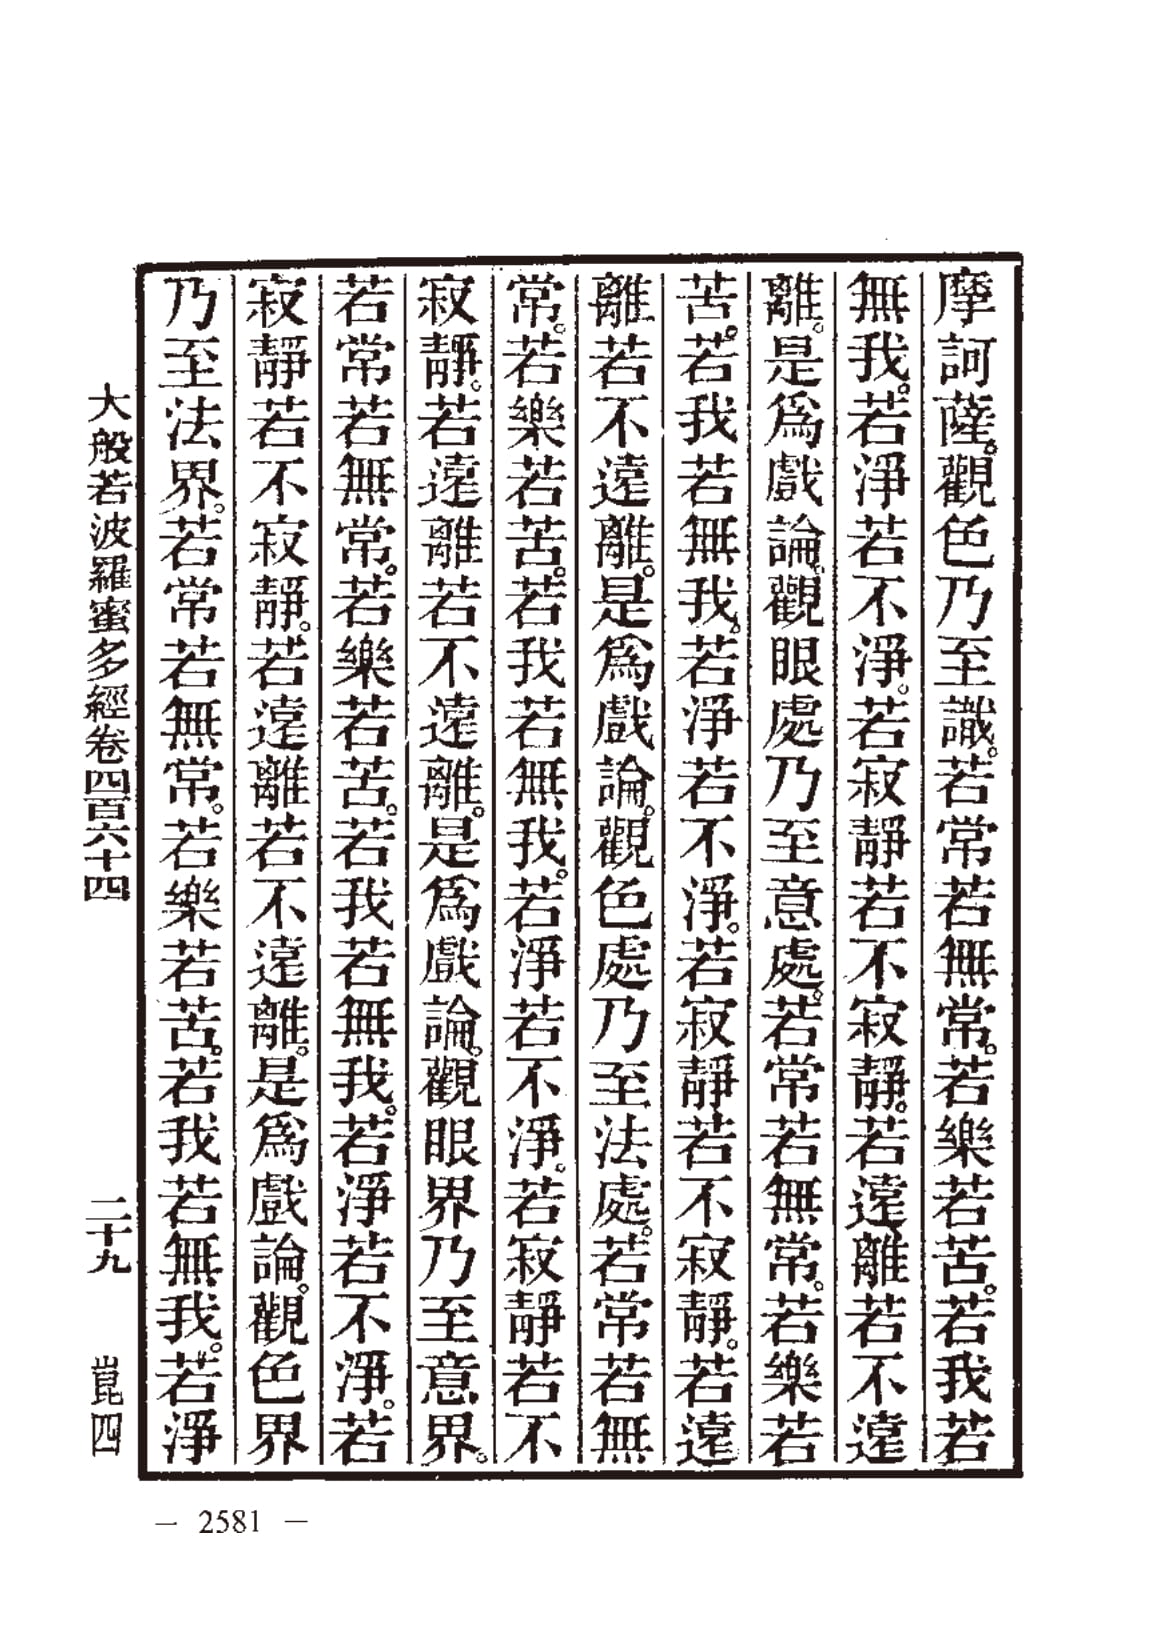 摩訶薩。觀色乃至識。若常若無常。若樂若苦。若我若
無我。若淨若不淨。若寂靜若不寂靜。若遠離若不遠
離。是爲戲論。觀眼處乃至意處。若常若無常。若樂若
苦。若我若無我。若淨若不淨。若寂靜若不寂靜。若遠
離若不遠離。是爲戲論。觀色處乃至法處。若常若無
常。若樂若苦。若我若無我。若淨若不淨。若寂靜若不
寂靜。若遠離若不遠離。是爲戲論。觀眼界乃至意界。
若常若無常。若樂若苦。若我若無我。若淨若不淨。若
寂靜若不寂靜。若遠離若不遠離。是爲戲論。觀色界
乃至法界。若常若無常。若樂若苦。若我若無我。若淨
大般若波羅蜜多經卷四百六十四 二十九 崑四
— 2581 —